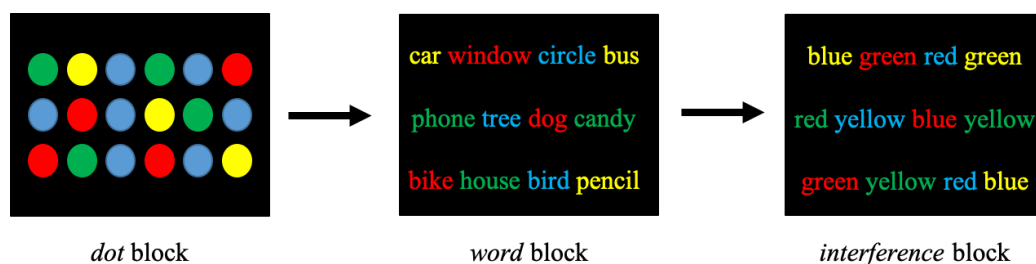 car window circle bus
phone tree dog candy
bike house bird pencil
blue green red green
red yellow blue yellow
green yellow red blue
dot block
word block
interference block